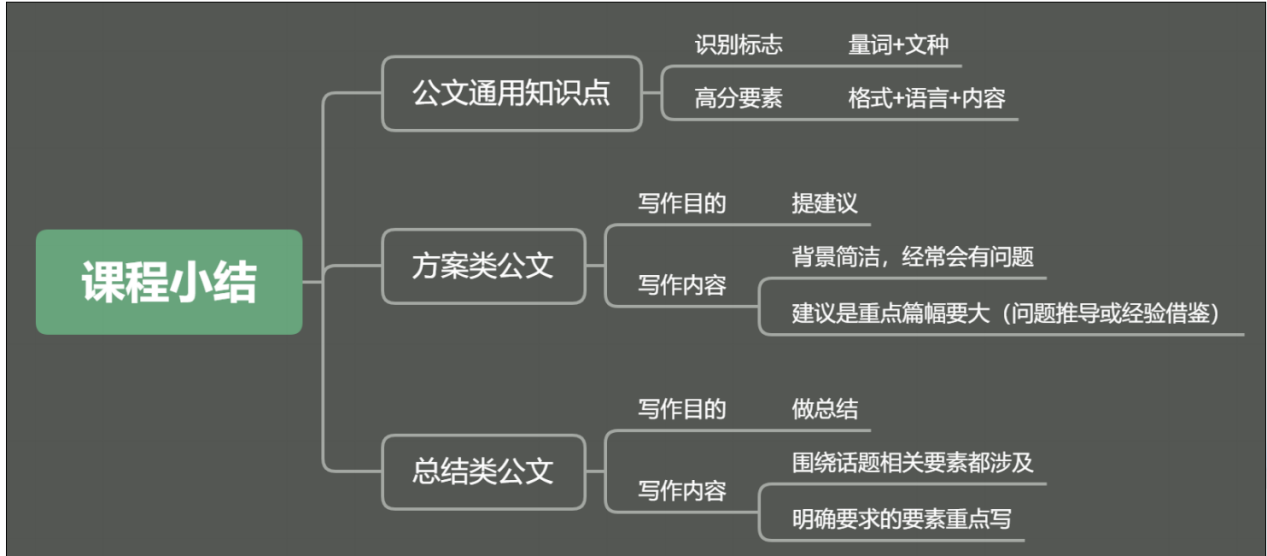 课程小结
公文通用知识点
识别标志 量词+文种
高分要素 格式+语言+内容
方案类公文
写作目的 提建议
写作内容
背景简洁，经常会有问题
建议是重点篇幅要大（问题推导或经验借鉴）
总结类公文
写作目的 做总结
写作内容
围绕话题相关要素都涉及
明确要求的要素重点写